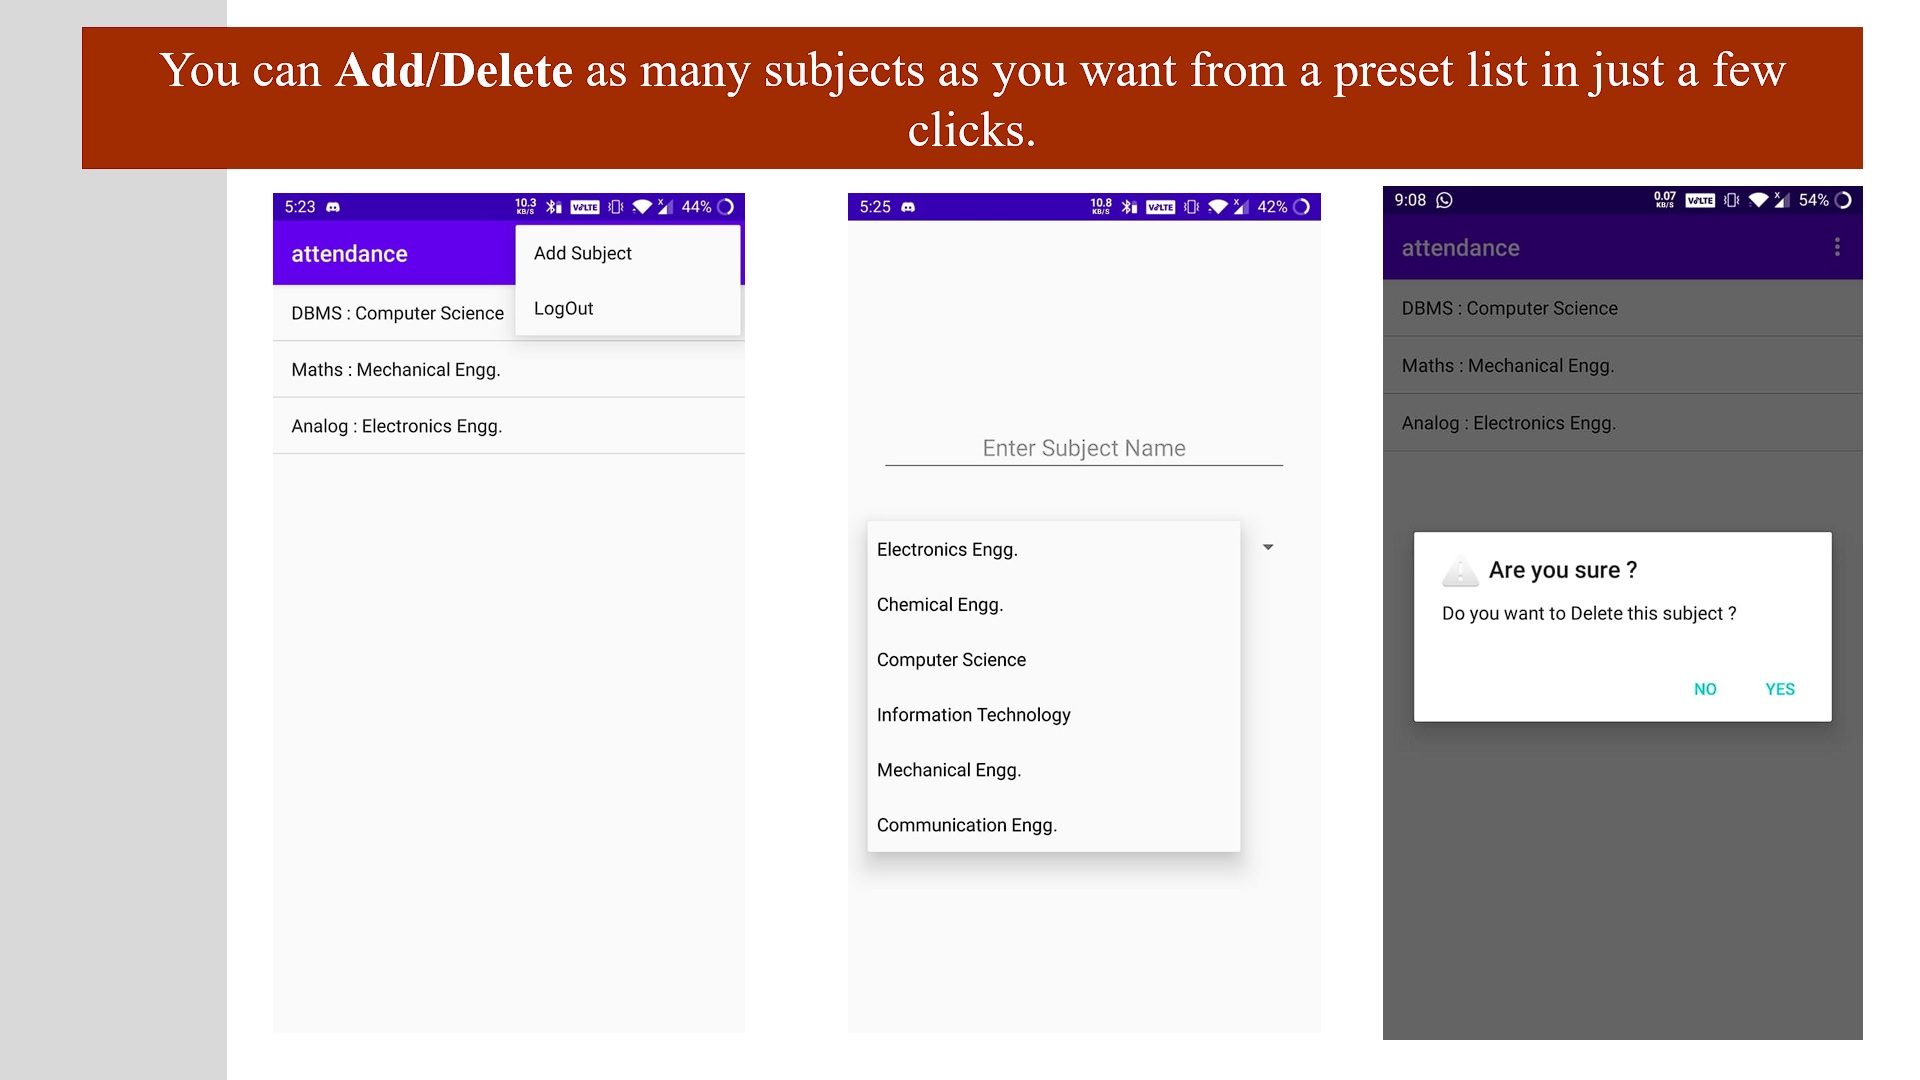 You can Add/Delete as many subjects as you want from a preset list in just a few
clicks.
5:23 10.3 KB/S VoLTE 44%
attendance
Add Subject
LogOut
DBMS : Computer Science
Maths : Mechanical Engg.
Analog : Electronics Engg.
5:25 10.8 KB/S VoLTE 42%
Enter Subject Name
Electronics Engg.
Chemical Engg.
Computer Science
Information Technology
Mechanical Engg.
Communication Engg.
9:08 0.07 KB/S VoLTE X 54%
attendance
DBMS : Computer Science
Maths : Mechanical Engg.
Analog : Electronics Engg.
Are you sure ?
Do you want to Delete this subject ?
NO YES